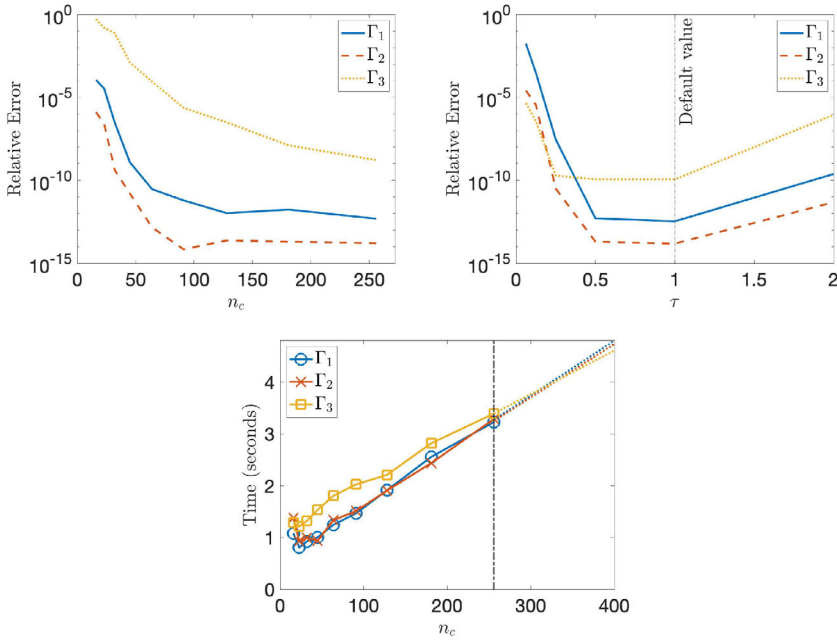 10^0
10^-5
10^-10
10^-15
Relative Error
0 50 100 150 200 250
n_c
Γ_1
Γ_2
Γ_3
10^0
10^-5
10^-10
10^-15
Relative Error
0 0.5 1 1.5 2
τ
Default value
Γ_1
Γ_2
Γ_3
4
3
2
1
0
Time (seconds)
0 100 200 300 400
n_c
Γ_1
Γ_2
Γ_3